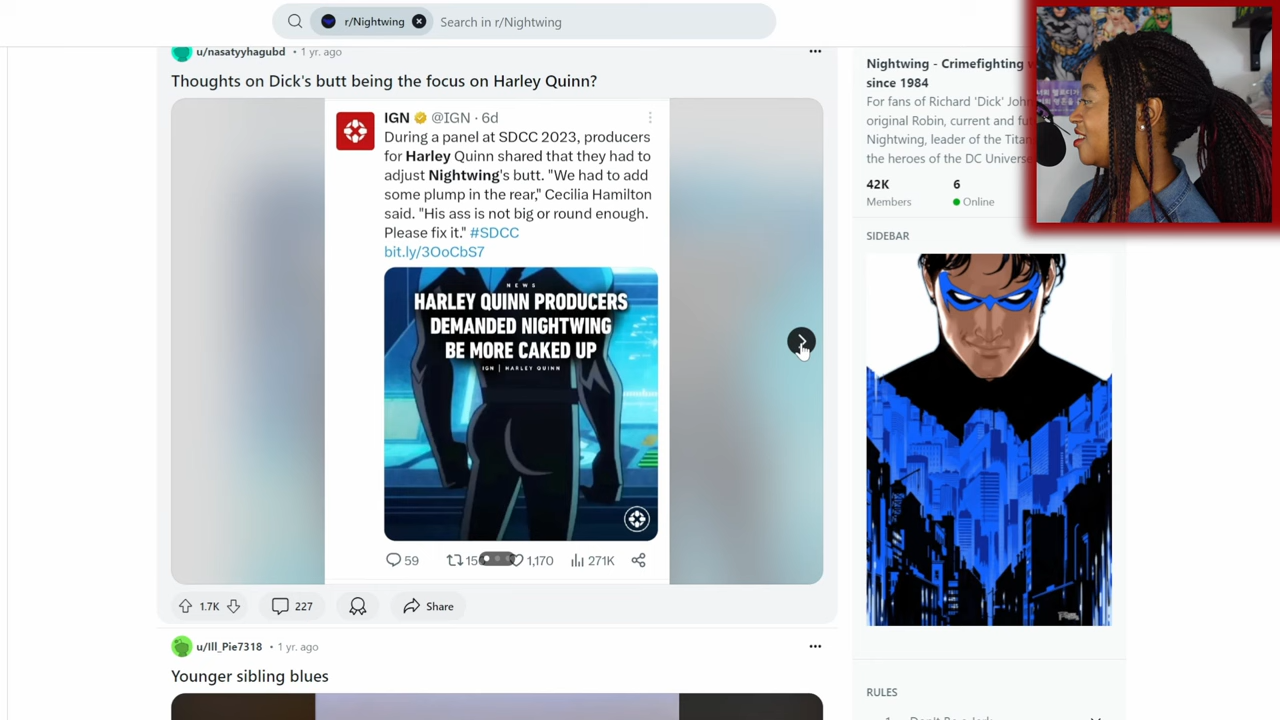 r/Nightwing
Search in r/Nightwing
u/nasatyyhagubd • 1 yr. ago
Thoughts on Dick's butt being the focus on Harley Quinn?
IGN @IGN · 6d
During a panel at SDCC 2023, producers
for Harley Quinn shared that they had to
adjust Nightwing's butt. "We had to add
some plump in the rear," Cecilia Hamilton
said. "His ass is not big or round enough.
Please fix it." #SDCC
bit.ly/3OoCbS7
NEWS
HARLEY QUINN PRODUCERS
DEMANDED NIGHTWING
BE MORE CAKED UP
IGN | HARLEY QUINN
59 15 1,170 271K
1.7K 227 Share
u/Ill_Pie7318 • 1 yr. ago
Younger sibling blues
Nightwing - Crimefighting
since 1984
For fans of Richard 'Dick'
original Robin, current and
Nightwing, leader of the Titan
the heroes of the DC Universe
42K 6
Members Online
SIDEBAR
RULES